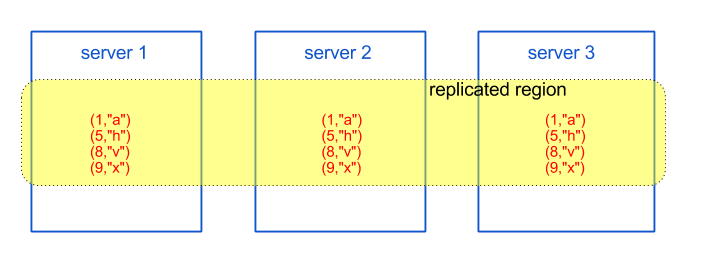 server 1
server 2
server 3
replicated region
(1,"a")
(5,"h")
(8,"v")
(9,"x")
(1,"a")
(5,"h")
(8,"v")
(9,"x")
(1,"a")
(5,"h")
(8,"v")
(9,"x")